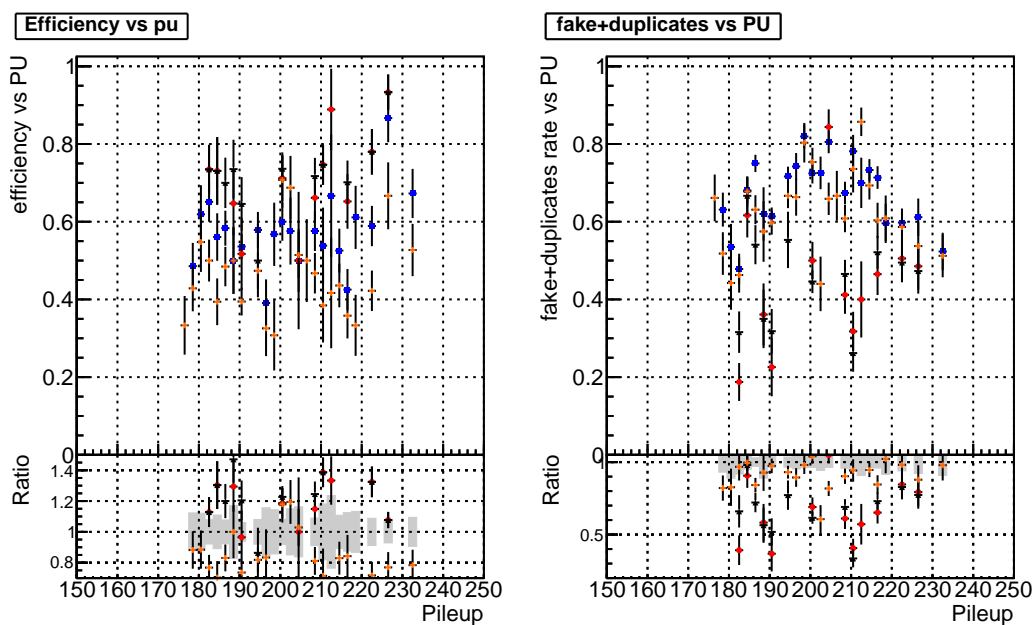 Efficiency vs pu
efficiency vs PU
1
0.8
0.6
0.4
0.2
0
Ratio
1.4
1.2
1
0.8
150 160 170 180 190 200 210 220 230 240 250
Pileup
fake+duplicates vs PU
fake+duplicates rate vs PU
1
0.8
0.6
0.4
0.2
0
Ratio
1
0.5
150 160 170 180 190 200 210 220 230 240 250
Pileup